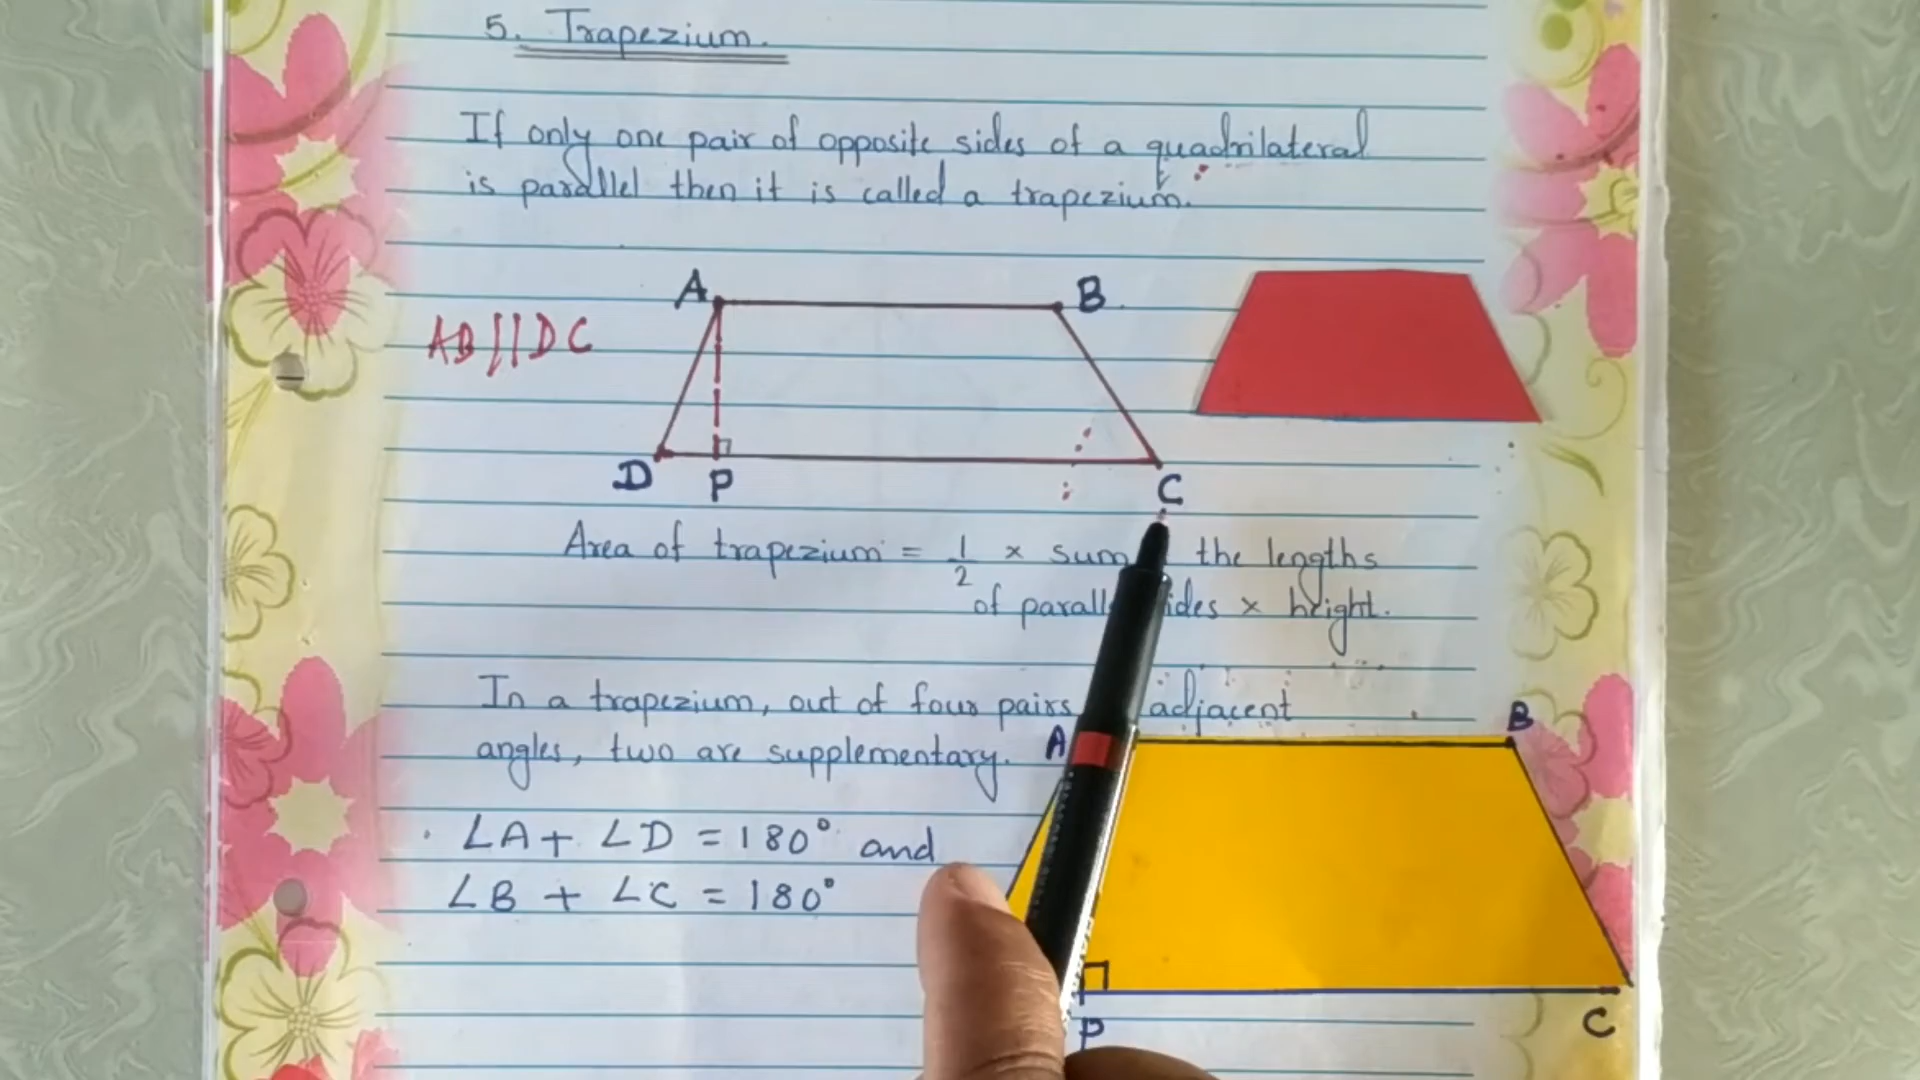 5. Trapezium.
If only one pair of opposite sides of a quadrilateral
is parallel then it is called a trapezium.
A B
AB||DC
D P C
Area of trapezium = 1/2 × sum the lengths
of × height.
In a trapezium, out of four pairs adjacent
angles, two are supplementary.
A B
∠A + ∠D = 180° and
∠B + ∠C = 180°
P C